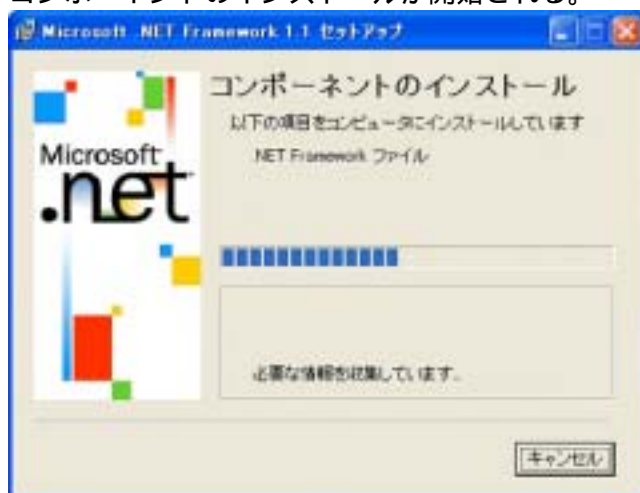 コンポーネントのインストールが開始される。
Microsoft .NET Framework 1.1 セットアップ
コンポーネントのインストール
以下の項目をコンピュータにインストールしています
.NET Framework ファイル
Microsoft
.net
必要な情報を収集しています.
キャンセル